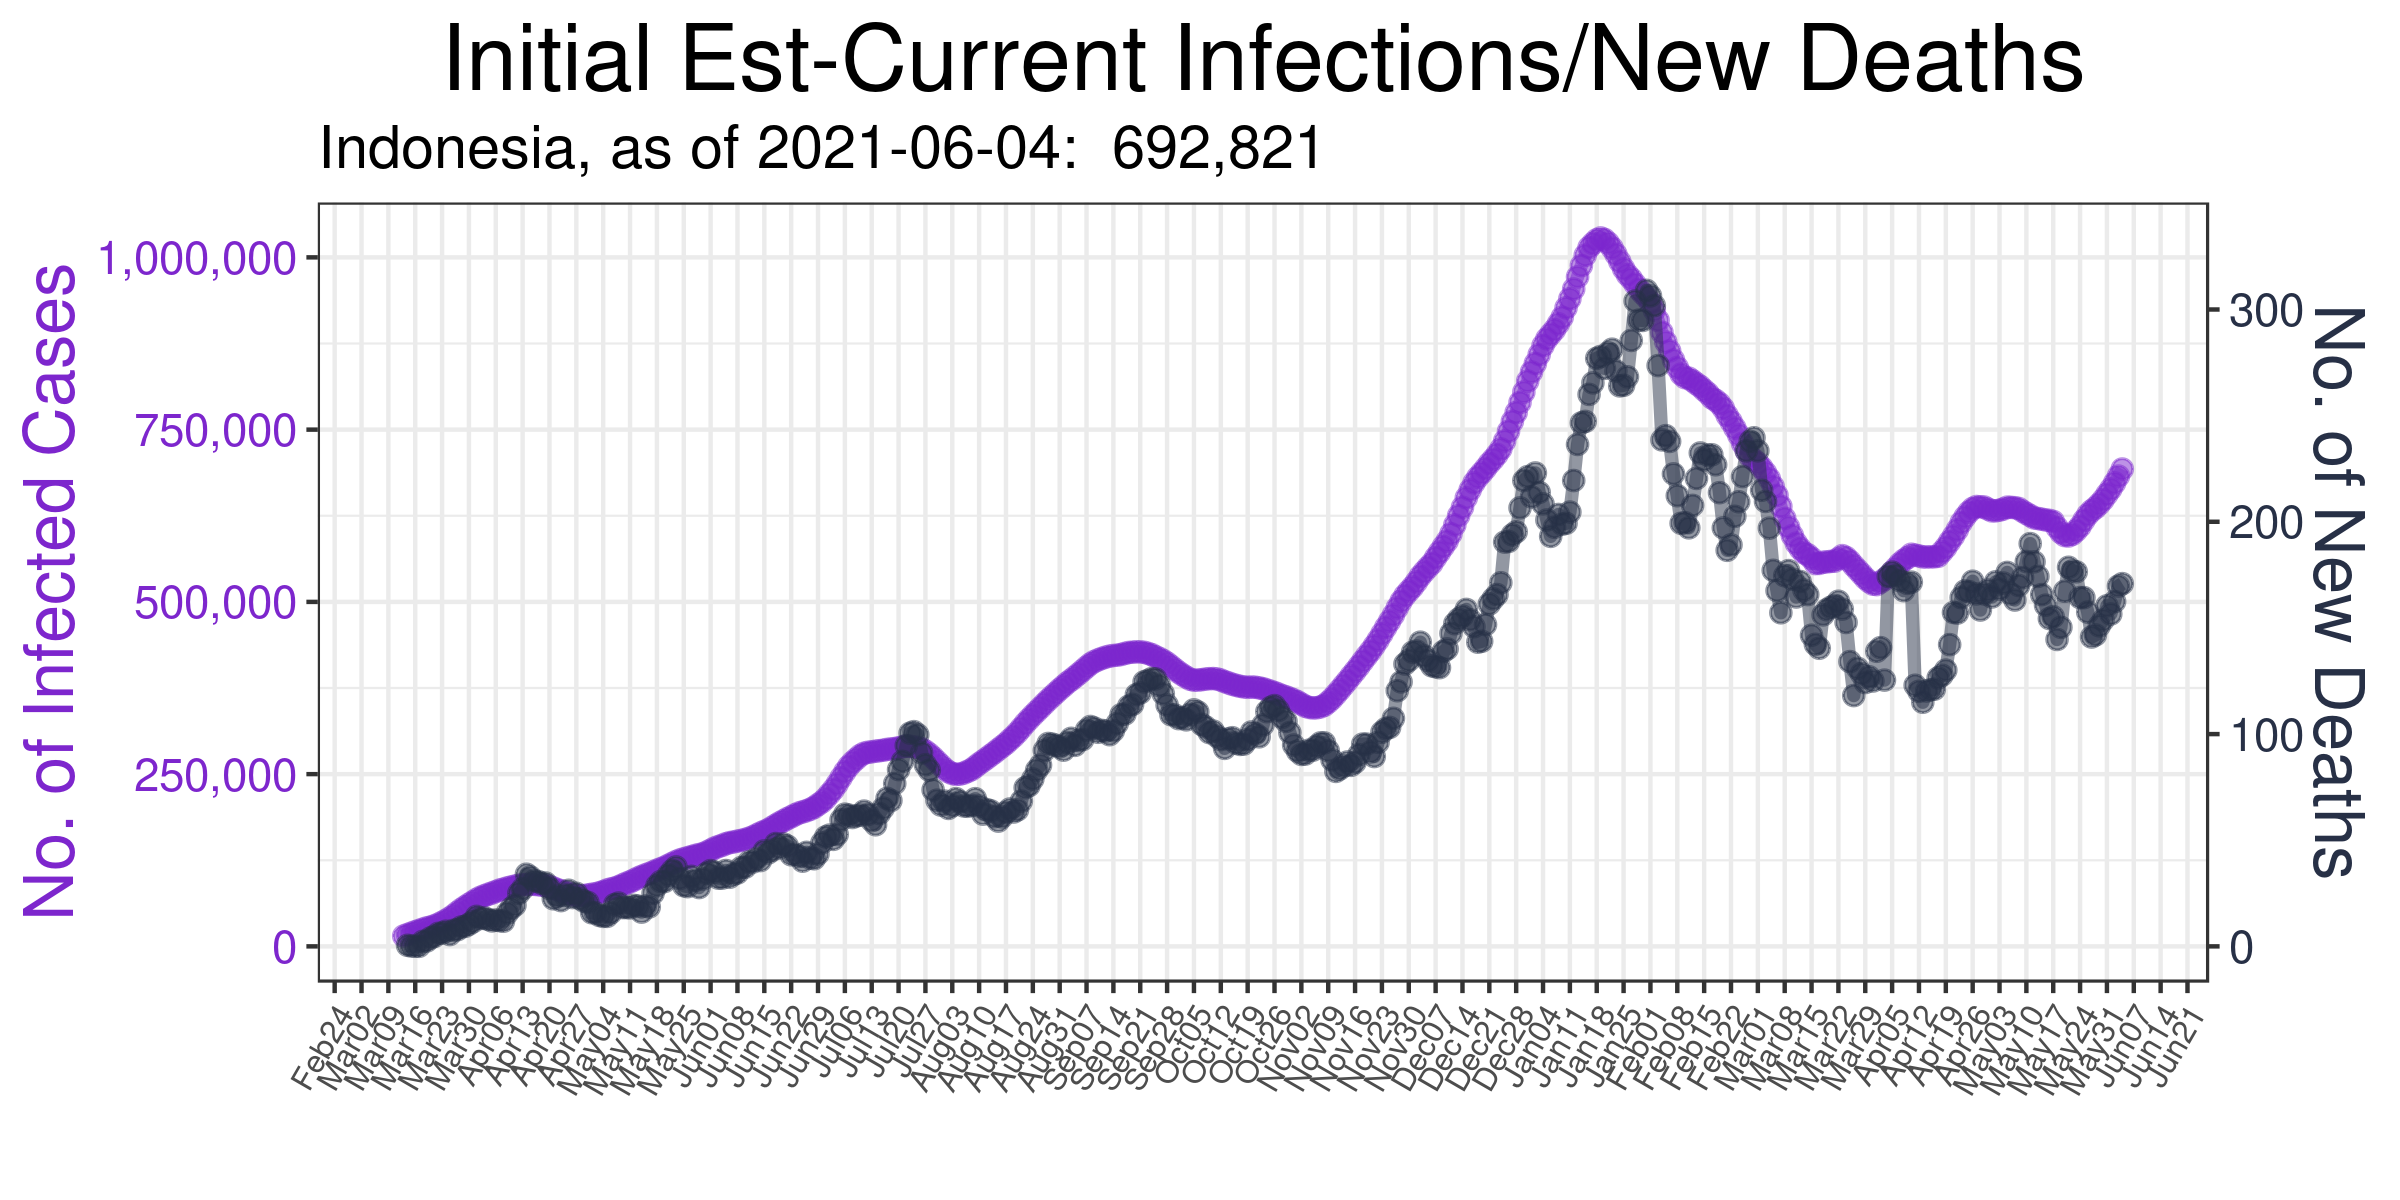 Initial Est-Current Infections/New Deaths
Indonesia, as of 2021-06-04:  692,821
No. of Infected Cases
1,000,000
750,000
500,000
250,000
0
300
200
100
0
No. of New Deaths
Feb24
Mar02
Mar09
Mar16
Mar23
Mar30
Apr06
Apr13
Apr20
Apr27
May04
May11
May18
May25
Jun01
Jun08
Jun15
Jun22
Jun29
Jul06
Jul13
Jul20
Jul27
Aug03
Aug10
Aug17
Aug24
Aug31
Sep07
Sep14
Sep21
Sep28
Oct05
Oct12
Oct19
Oct26
Nov02
Nov09
Nov16
Nov23
Nov30
Dec07
Dec14
Dec21
Dec28
Jan04
Jan11
Jan18
Jan25
Feb01
Feb08
Feb15
Feb22
Mar01
Mar08
Mar15
Mar22
Mar29
Apr05
Apr12
Apr19
Apr26
May03
May10
May17
May24
May31
Jun07
Jun14
Jun21